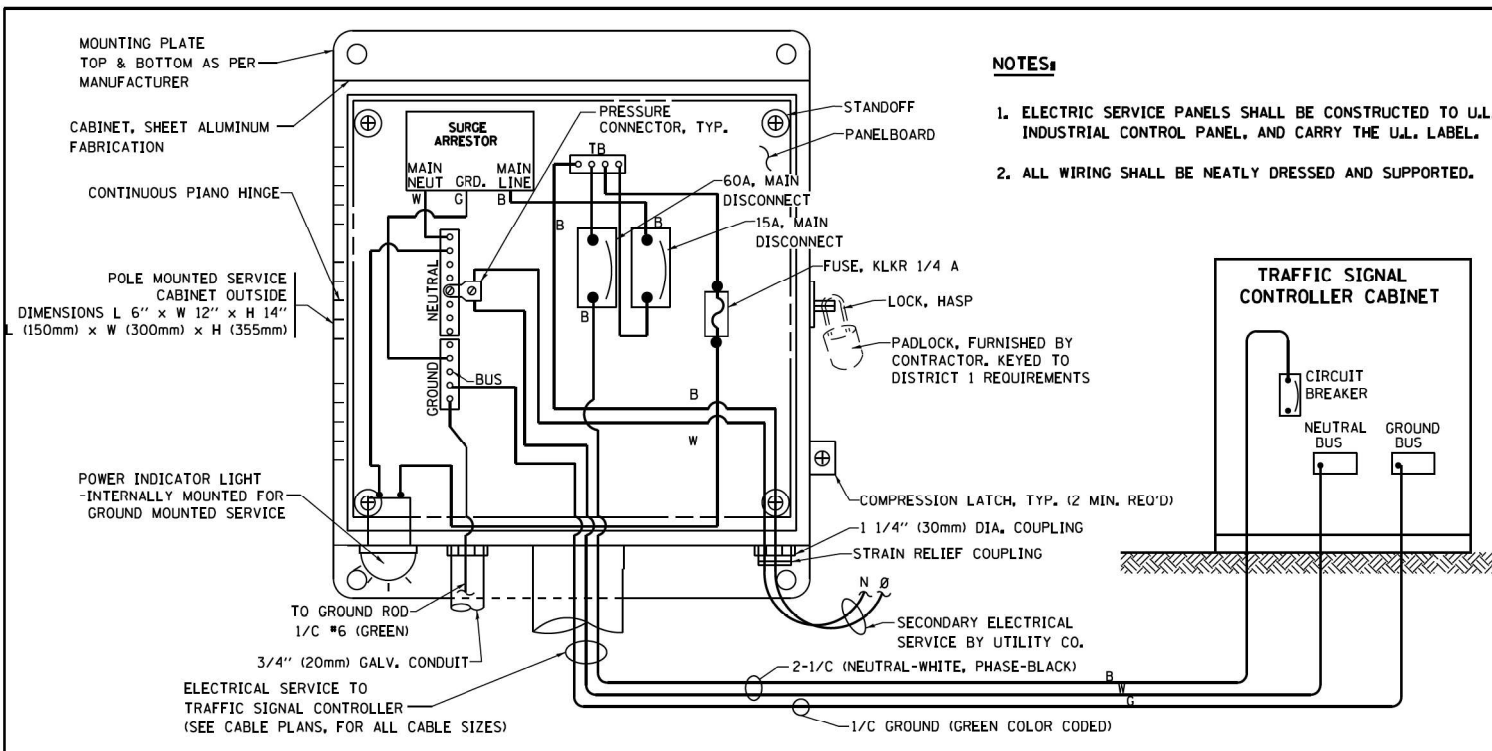 MOUNTING PLATE
TOP & BOTTOM AS PER
MANUFACTURER
CABINET, SHEET ALUMINUM
FABRICATION
CONTINUOUS PIANO HINGE
POLE MOUNTED SERVICE
CABINET OUTSIDE
DIMENSIONS L 6" x W 12" x H 14"
L (150mm) x W (300mm) x H (355mm)
POWER INDICATOR LIGHT
-INTERNALLY MOUNTED FOR
GROUND MOUNTED SERVICE
TO GROUND ROD
1/C #6 (GREEN)
3/4" (20mm) GALV. CONDUIT
ELECTRICAL SERVICE TO
TRAFFIC SIGNAL CONTROLLER
(SEE CABLE PLANS, FOR ALL CABLE SIZES)
SURGE
ARRESTOR
MAIN
NEUT
GRD.
MAIN
LINE
W
G
B
PRESSURE
CONNECTOR, TYP.
TB
NEUTRAL
GROUND
BUS
B
B
B
B
W
STANDOFF
PANELBOARD
60A, MAIN
DISCONNECT
15A, MAIN
DISCONNECT
FUSE, KLKR 1/4 A
LOCK, HASP
PADLOCK, FURNISHED BY
CONTRACTOR. KEYED TO
DISTRICT 1 REQUIREMENTS
COMPRESSION LATCH, TYP. (2 MIN. REQ'D)
1 1/4" (30mm) DIA. COUPLING
STRAIN RELIEF COUPLING
N Ø
SECONDARY ELECTRICAL
SERVICE BY UTILITY CO.
2-1/C (NEUTRAL-WHITE, PHASE-BLACK)
1/C GROUND (GREEN COLOR CODED)
B
W
G
NOTES:
1. ELECTRIC SERVICE PANELS SHALL BE CONSTRUCTED TO U.L.
INDUSTRIAL CONTROL PANEL, AND CARRY THE U.L. LABEL.
2. ALL WIRING SHALL BE NEATLY DRESSED AND SUPPORTED.
TRAFFIC SIGNAL
CONTROLLER CABINET
CIRCUIT
BREAKER
NEUTRAL
BUS
GROUND
BUS